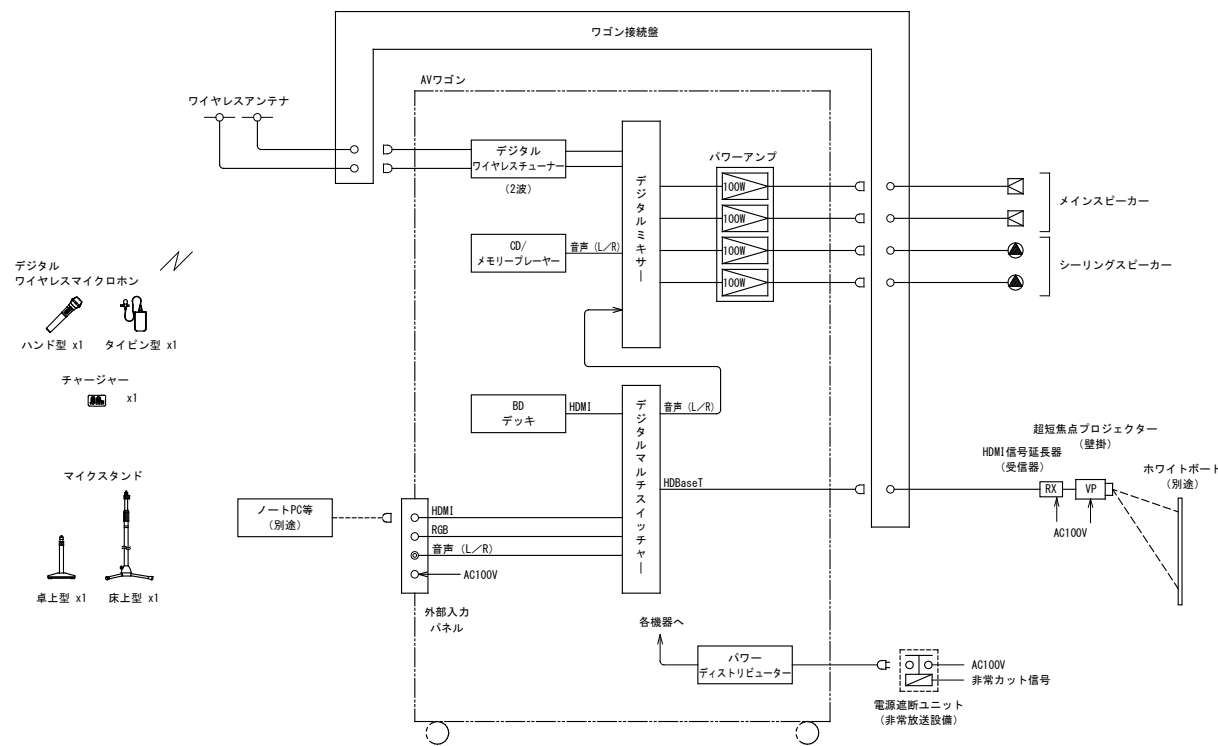 ワゴン接続盤
AVワゴン
ワイヤレスアンテナ
デジタル
ワイヤレスチューナー
(2波)
デジタルミキサー
パワーアンプ
100W
100W
100W
100W
メインスピーカー
シーリングスピーカー
CD/
メモリープレーヤー
音声 (L/R)
デジタル
ワイヤレスマイクロホン
ハンド型 x1
タイピン型 x1
チャージャー
x1
BD
デッキ
HDMI
デジタルマルチスイッチャー
音声 (L/R)
HDBaseT
超短焦点プロジェクター
(壁掛)
HDMI信号延長器
(受信器)
RX
VP
AC100V
ホワイトボード
(別途)
マイクスタンド
卓上型 x1
床上型 x1
ノートPC等
(別途)
HDMI
RGB
音声 (L/R)
AC100V
外部入力
パネル
各機器へ
パワー
ディストリビューター
AC100V
非常カット信号
電源遮断ユニット
(非常放送設備)